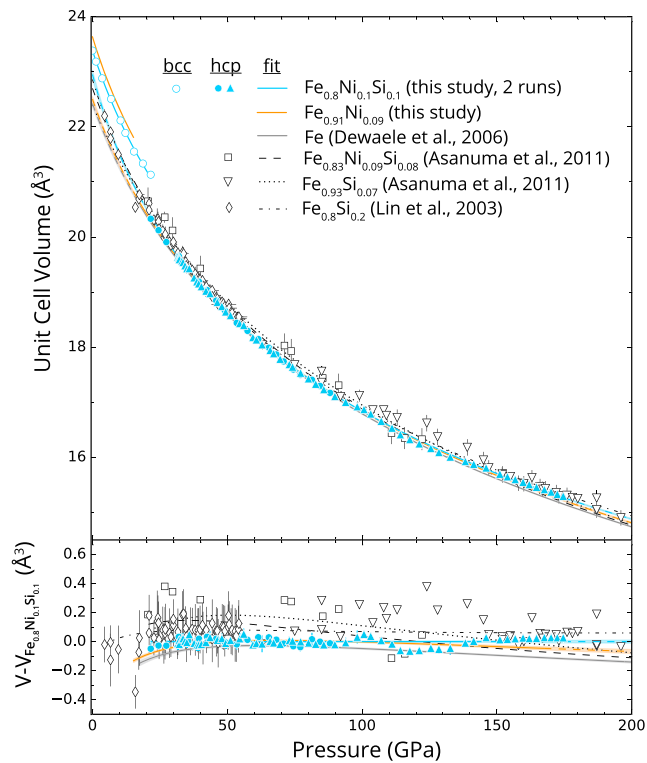 24
22
20
18
16
Unit Cell Volume (Å³)
bcc hcp fit
Fe₀.₈Ni₀.₁Si₀.₁ (this study, 2 runs)
Fe₀.₉₁Ni₀.₀₉ (this study)
Fe (Dewaele et al., 2006)
Fe₀.₈₃Ni₀.₀₉Si₀.₀₈ (Asanuma et al., 2011)
Fe₀.₉₃Si₀.₀₇ (Asanuma et al., 2011)
Fe₀.₈Si₀.₂ (Lin et al., 2003)
0.6
0.4
0.2
0.0
−0.2
−0.4
V-V_Fe₀.₈Ni₀.₁Si₀.₁ (Å³)
0 50 100 150 200
Pressure (GPa)